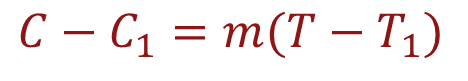 C − C₁ = m(T − T₁)